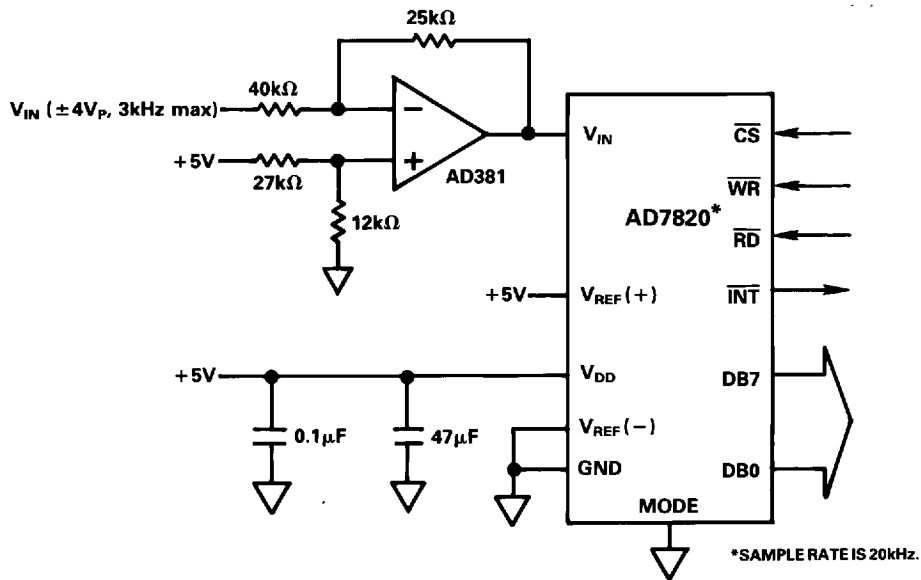 25kΩ
40kΩ
V_IN (±4V_P, 3kHz max)
+5V
27kΩ
12kΩ
−
+
AD381
V_IN
AD7820*
CS̅
WR̅
RD̅
INT̅
+5V
V_REF(+)
+5V
V_DD
DB7
0.1μF
47μF
V_REF(−)
GND
DB0
MODE
*SAMPLE RATE IS 20kHz.